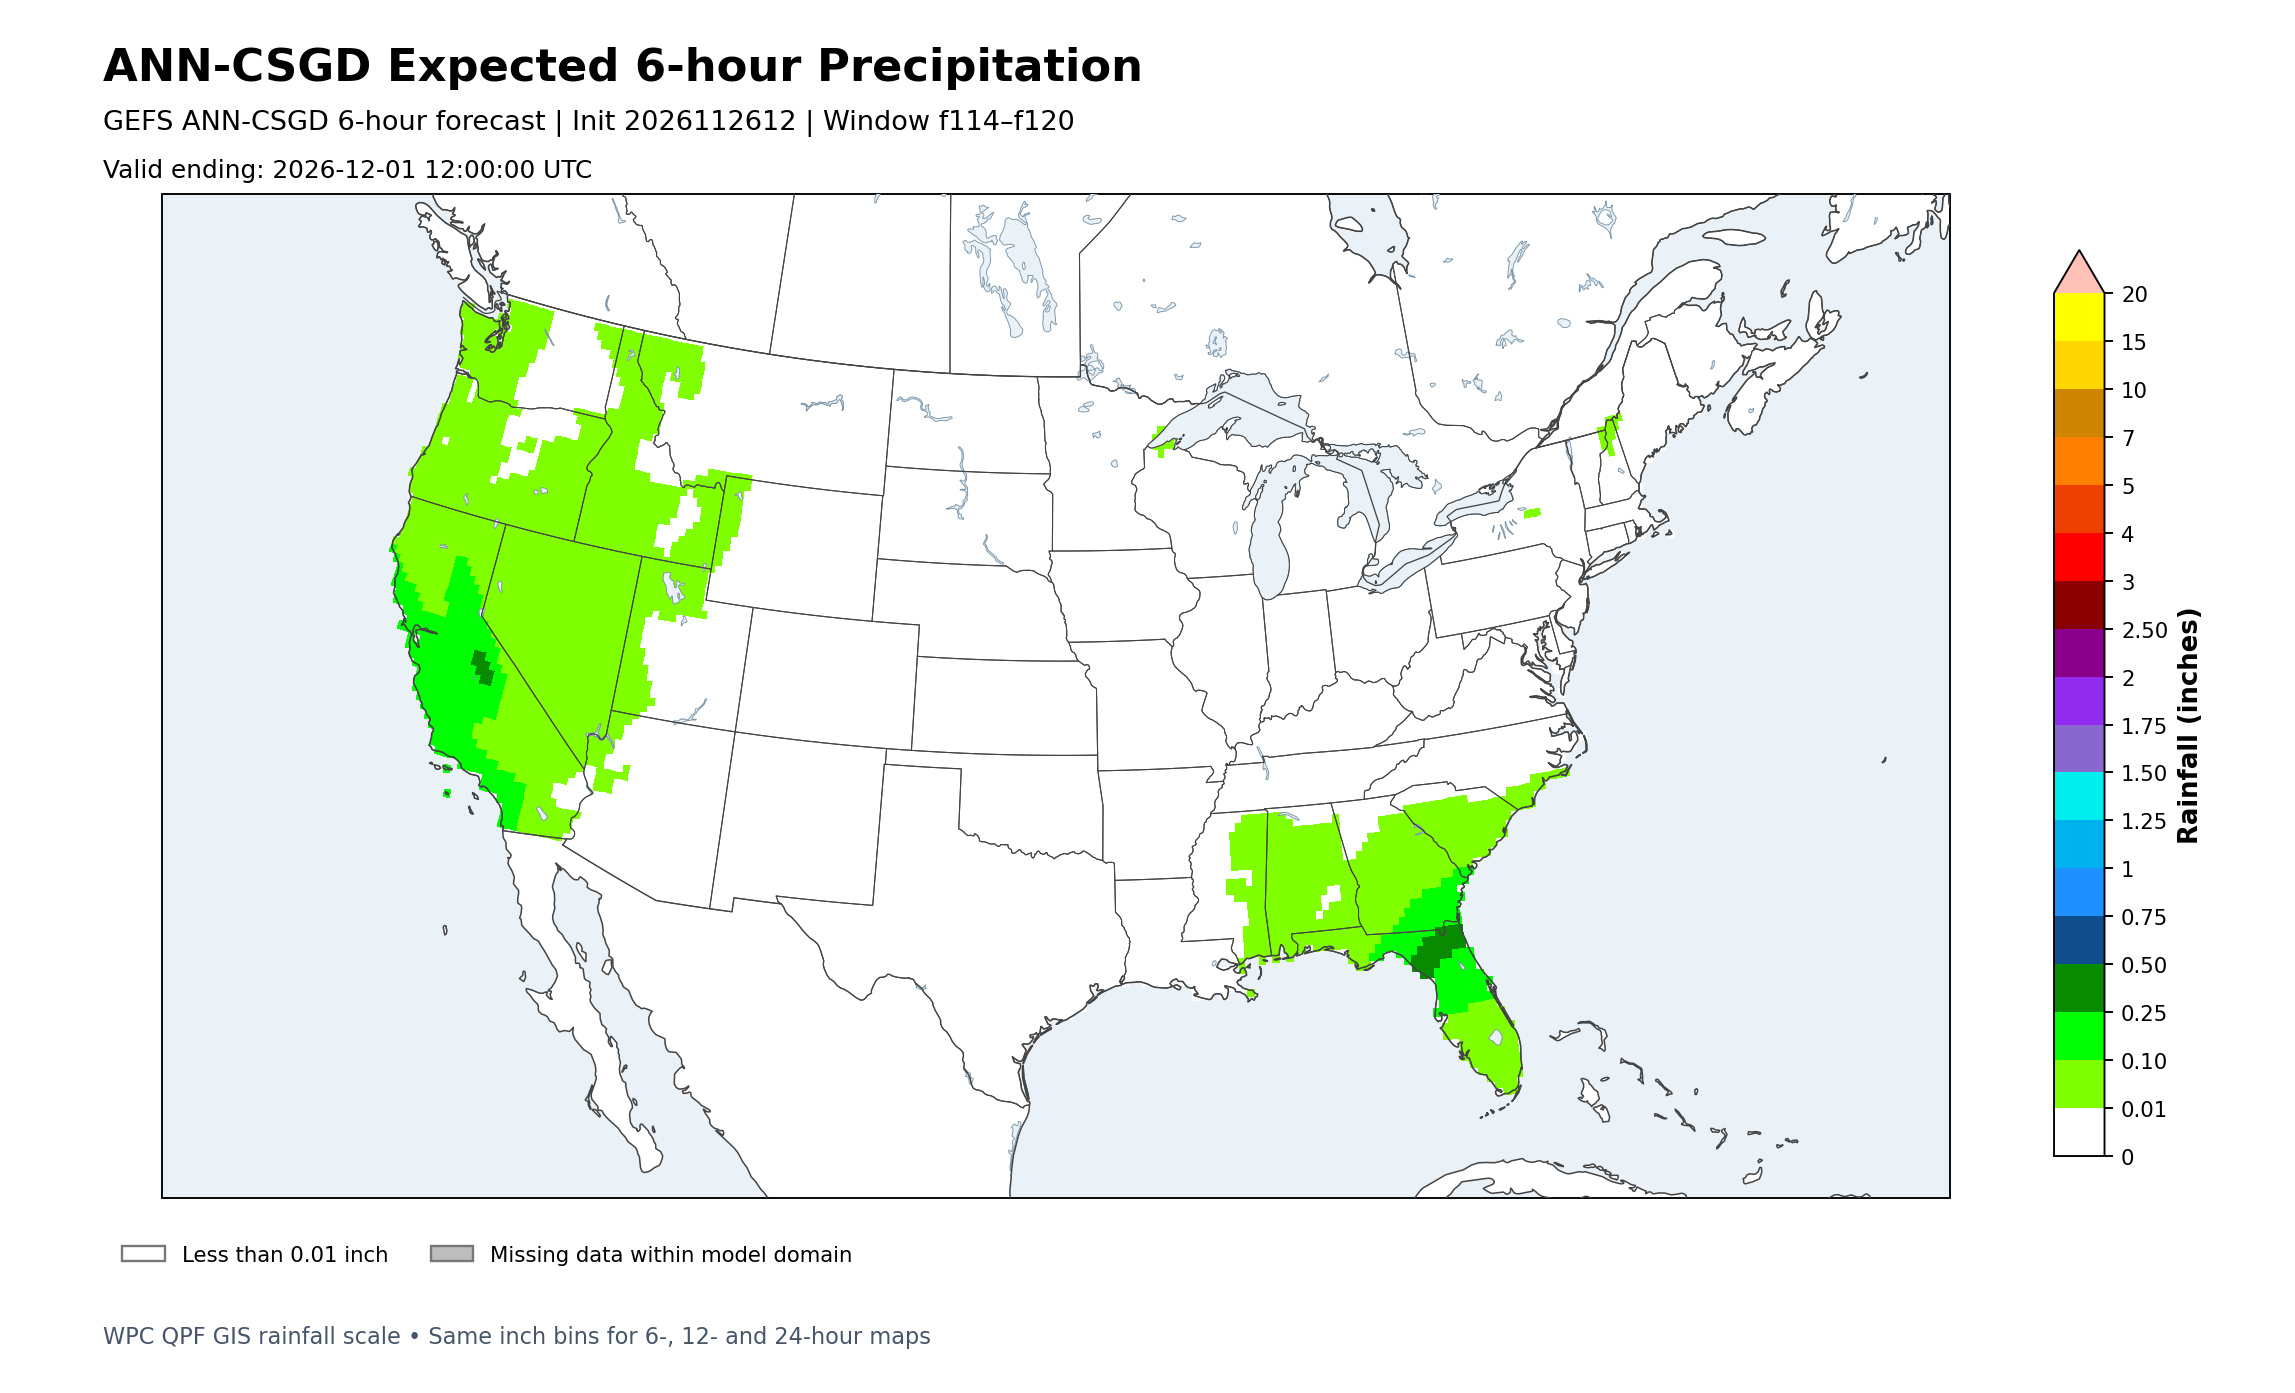 ANN-CSGD Expected 6-hour Precipitation
GEFS ANN-CSGD 6-hour forecast | Init 2026112612 | Window f114–f120
Valid ending: 2026-12-01 12:00:00 UTC
20
15
10
7
5
4
3
2.50
2
1.75
1.50
1.25
1
0.75
0.50
0.25
0.10
0.01
0
Rainfall (inches)
Less than 0.01 inch
Missing data within model domain
WPC QPF GIS rainfall scale • Same inch bins for 6-, 12- and 24-hour maps